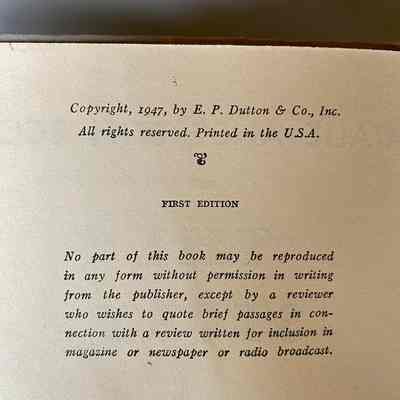 Copyright, 1947, by E. P. Dutton & Co., Inc.
All rights reserved. Printed in the U.S.A.
FIRST EDITION
No part of this book may be reproduced
in any form without permission in writing
from the publisher, except by a reviewer
who wishes to quote brief passages in con-
nection with a review written for inclusion in
magazine or newspaper or radio broadcast.